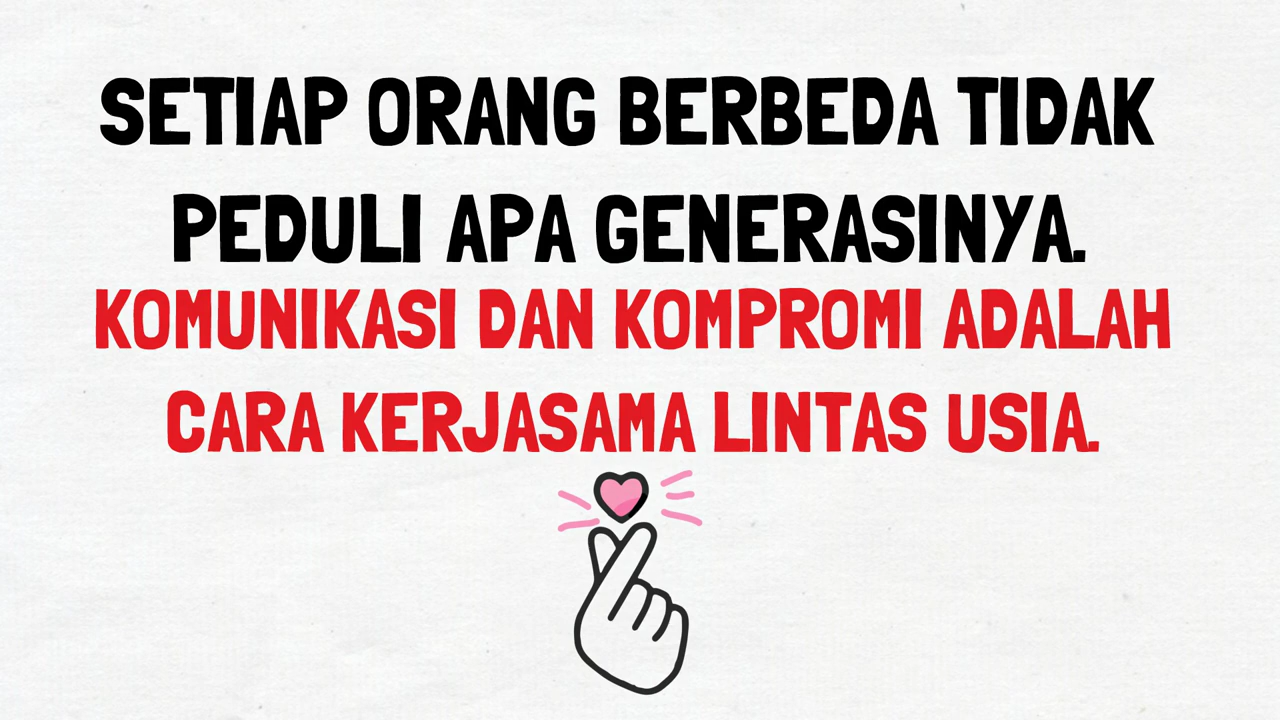 SETIAP ORANG BERBEDA TIDAK
PEDULI APA GENERASINYA.
KOMUNIKASI DAN KOMPROMI ADALAH
CARA KERJASAMA LINTAS USIA.